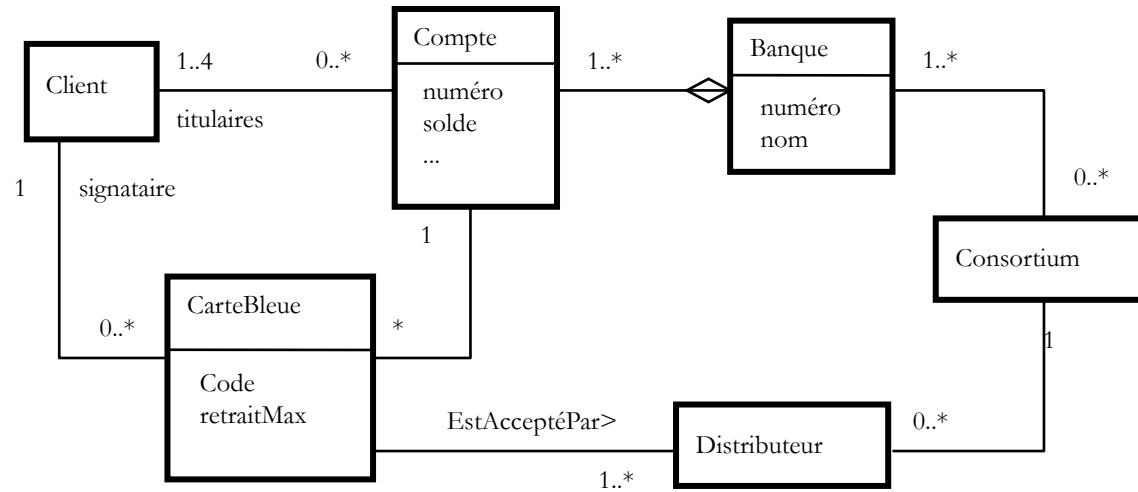 Client
1..4
0..*
titulaires
Compte
numéro
solde
...
1..*
Banque
numéro
nom
1..*
0..*
Consortium
1
signataire
1
CarteBleue
Code
retraitMax
0..*
*
EstAcceptéPar>
1..*
Distributeur
0..*
1